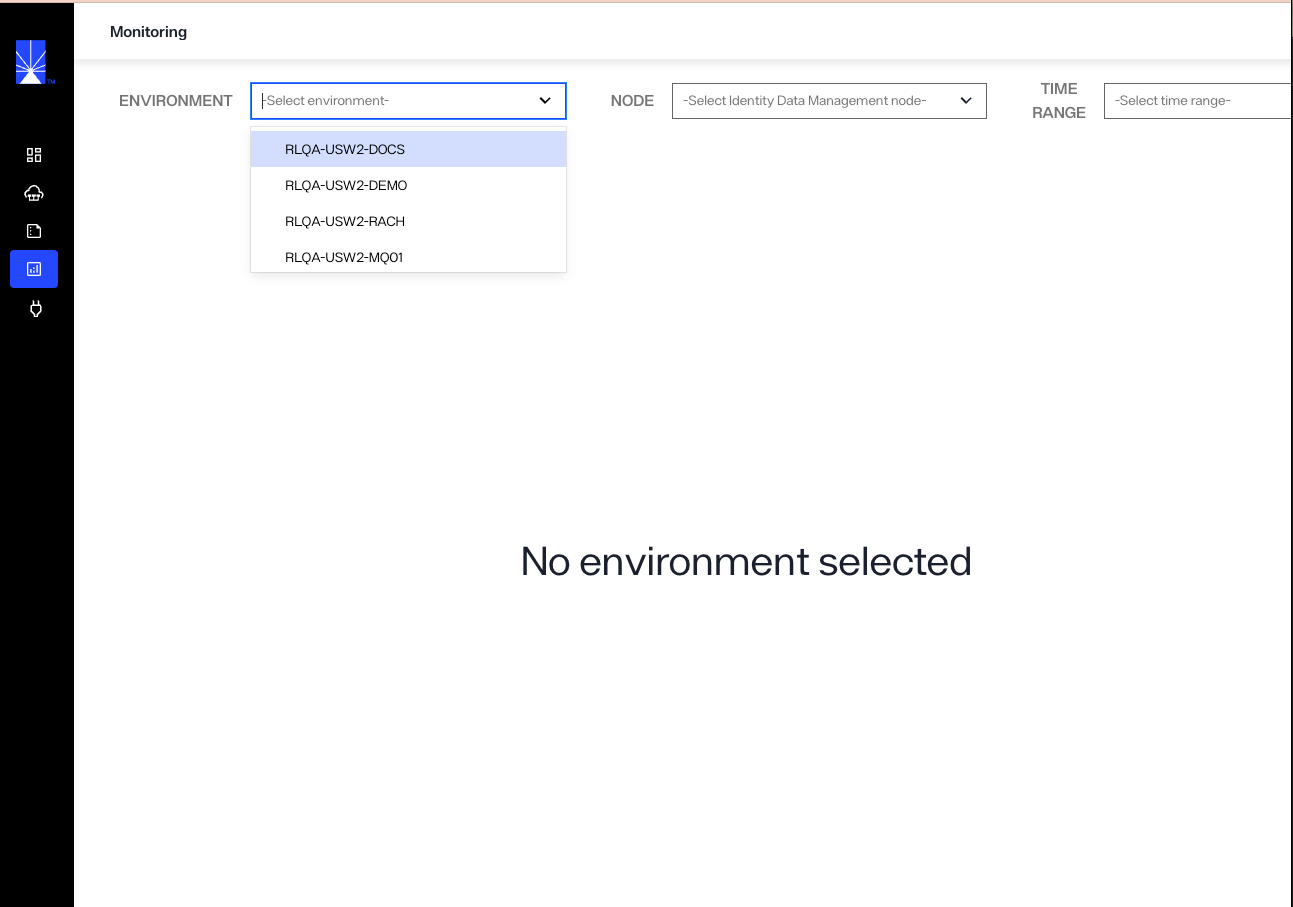 Monitoring
TM
ENVIRONMENT
-Select environment-
NODE
-Select Identity Data Management node-
TIME
RANGE
-Select time range-
RLQA-USW2-DOCS
RLQA-USW2-DEMO
RLQA-USW2-RACH
RLQA-USW2-MQ01
No environment selected